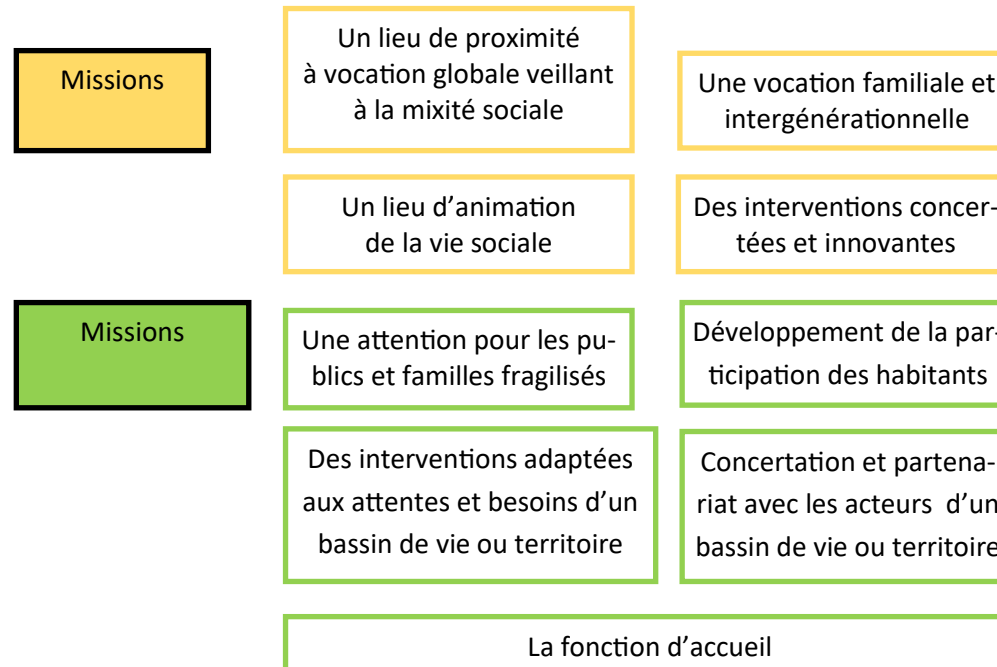 Missions
Un lieu de proximité
à vocation globale veillant
à la mixité sociale
Une vocation familiale et
intergénérationnelle
Un lieu d’animation
de la vie sociale
Des interventions concer-
tées et innovantes
Missions
Une attention pour les pu-
blics et familles fragilisés
Développement de la par-
ticipation des habitants
Des interventions adaptées
aux attentes et besoins d’un
bassin de vie ou territoire
Concertation et partena-
riat avec les acteurs  d’un
bassin de vie ou territoire
La fonction d’accueil